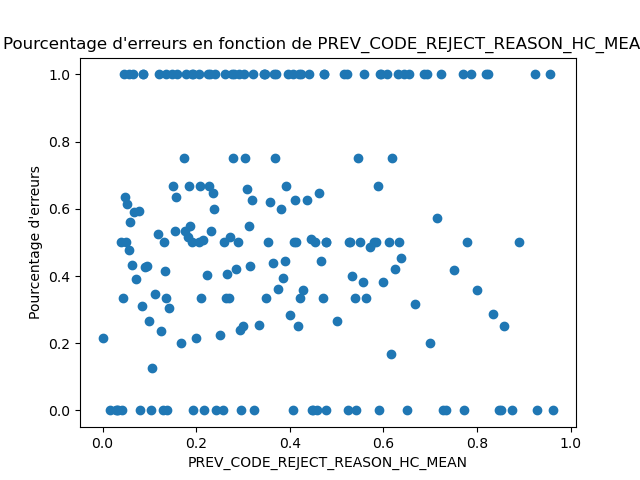 Pourcentage d'erreurs en fonction de PREV_CODE_REJECT_REASON_HC_MEA
1.0
0.8
0.6
0.4
0.2
0.0
Pourcentage d'erreurs
0.0 0.2 0.4 0.6 0.8 1.0
PREV_CODE_REJECT_REASON_HC_MEAN